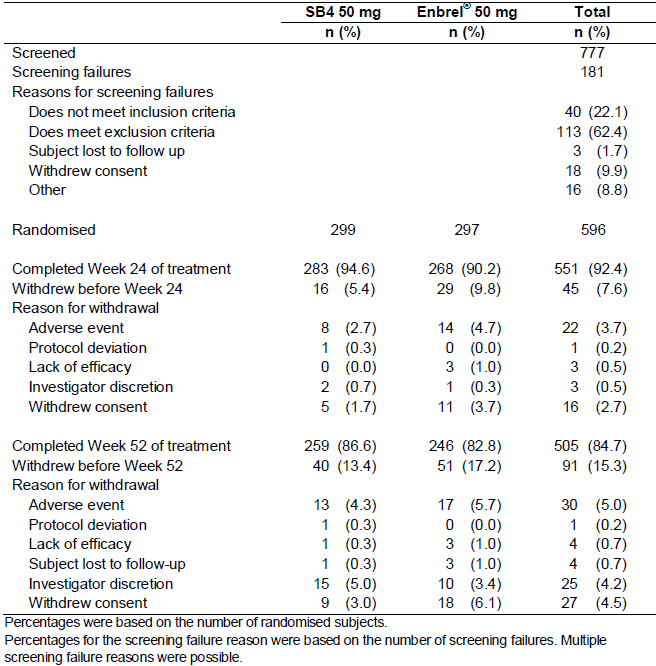 SB4 50 mg Enbrel® 50 mg Total
n (%) n (%) n (%)
Screened 777
Screening failures 181
Reasons for screening failures
Does not meet inclusion criteria 40 (22.1)
Does meet exclusion criteria 113 (62.4)
Subject lost to follow up 3 (1.7)
Withdrew consent 18 (9.9)
Other 16 (8.8)
Randomised 299 297 596
Completed Week 24 of treatment 283 (94.6) 268 (90.2) 551 (92.4)
Withdrew before Week 24 16 (5.4) 29 (9.8) 45 (7.6)
Reason for withdrawal
Adverse event 8 (2.7) 14 (4.7) 22 (3.7)
Protocol deviation 1 (0.3) 0 (0.0) 1 (0.2)
Lack of efficacy 0 (0.0) 3 (1.0) 3 (0.5)
Investigator discretion 2 (0.7) 1 (0.3) 3 (0.5)
Withdrew consent 5 (1.7) 11 (3.7) 16 (2.7)
Completed Week 52 of treatment 259 (86.6) 246 (82.8) 505 (84.7)
Withdrew before Week 52 40 (13.4) 51 (17.2) 91 (15.3)
Reason for withdrawal
Adverse event 13 (4.3) 17 (5.7) 30 (5.0)
Protocol deviation 1 (0.3) 0 (0.0) 1 (0.2)
Lack of efficacy 1 (0.3) 3 (1.0) 4 (0.7)
Subject lost to follow-up 1 (0.3) 3 (1.0) 4 (0.7)
Investigator discretion 15 (5.0) 10 (3.4) 25 (4.2)
Withdrew consent 9 (3.0) 18 (6.1) 27 (4.5)
Percentages were based on the number of randomised subjects.
Percentages for the screening failure reason were based on the number of screening failures. Multiple
screening failure reasons were possible.